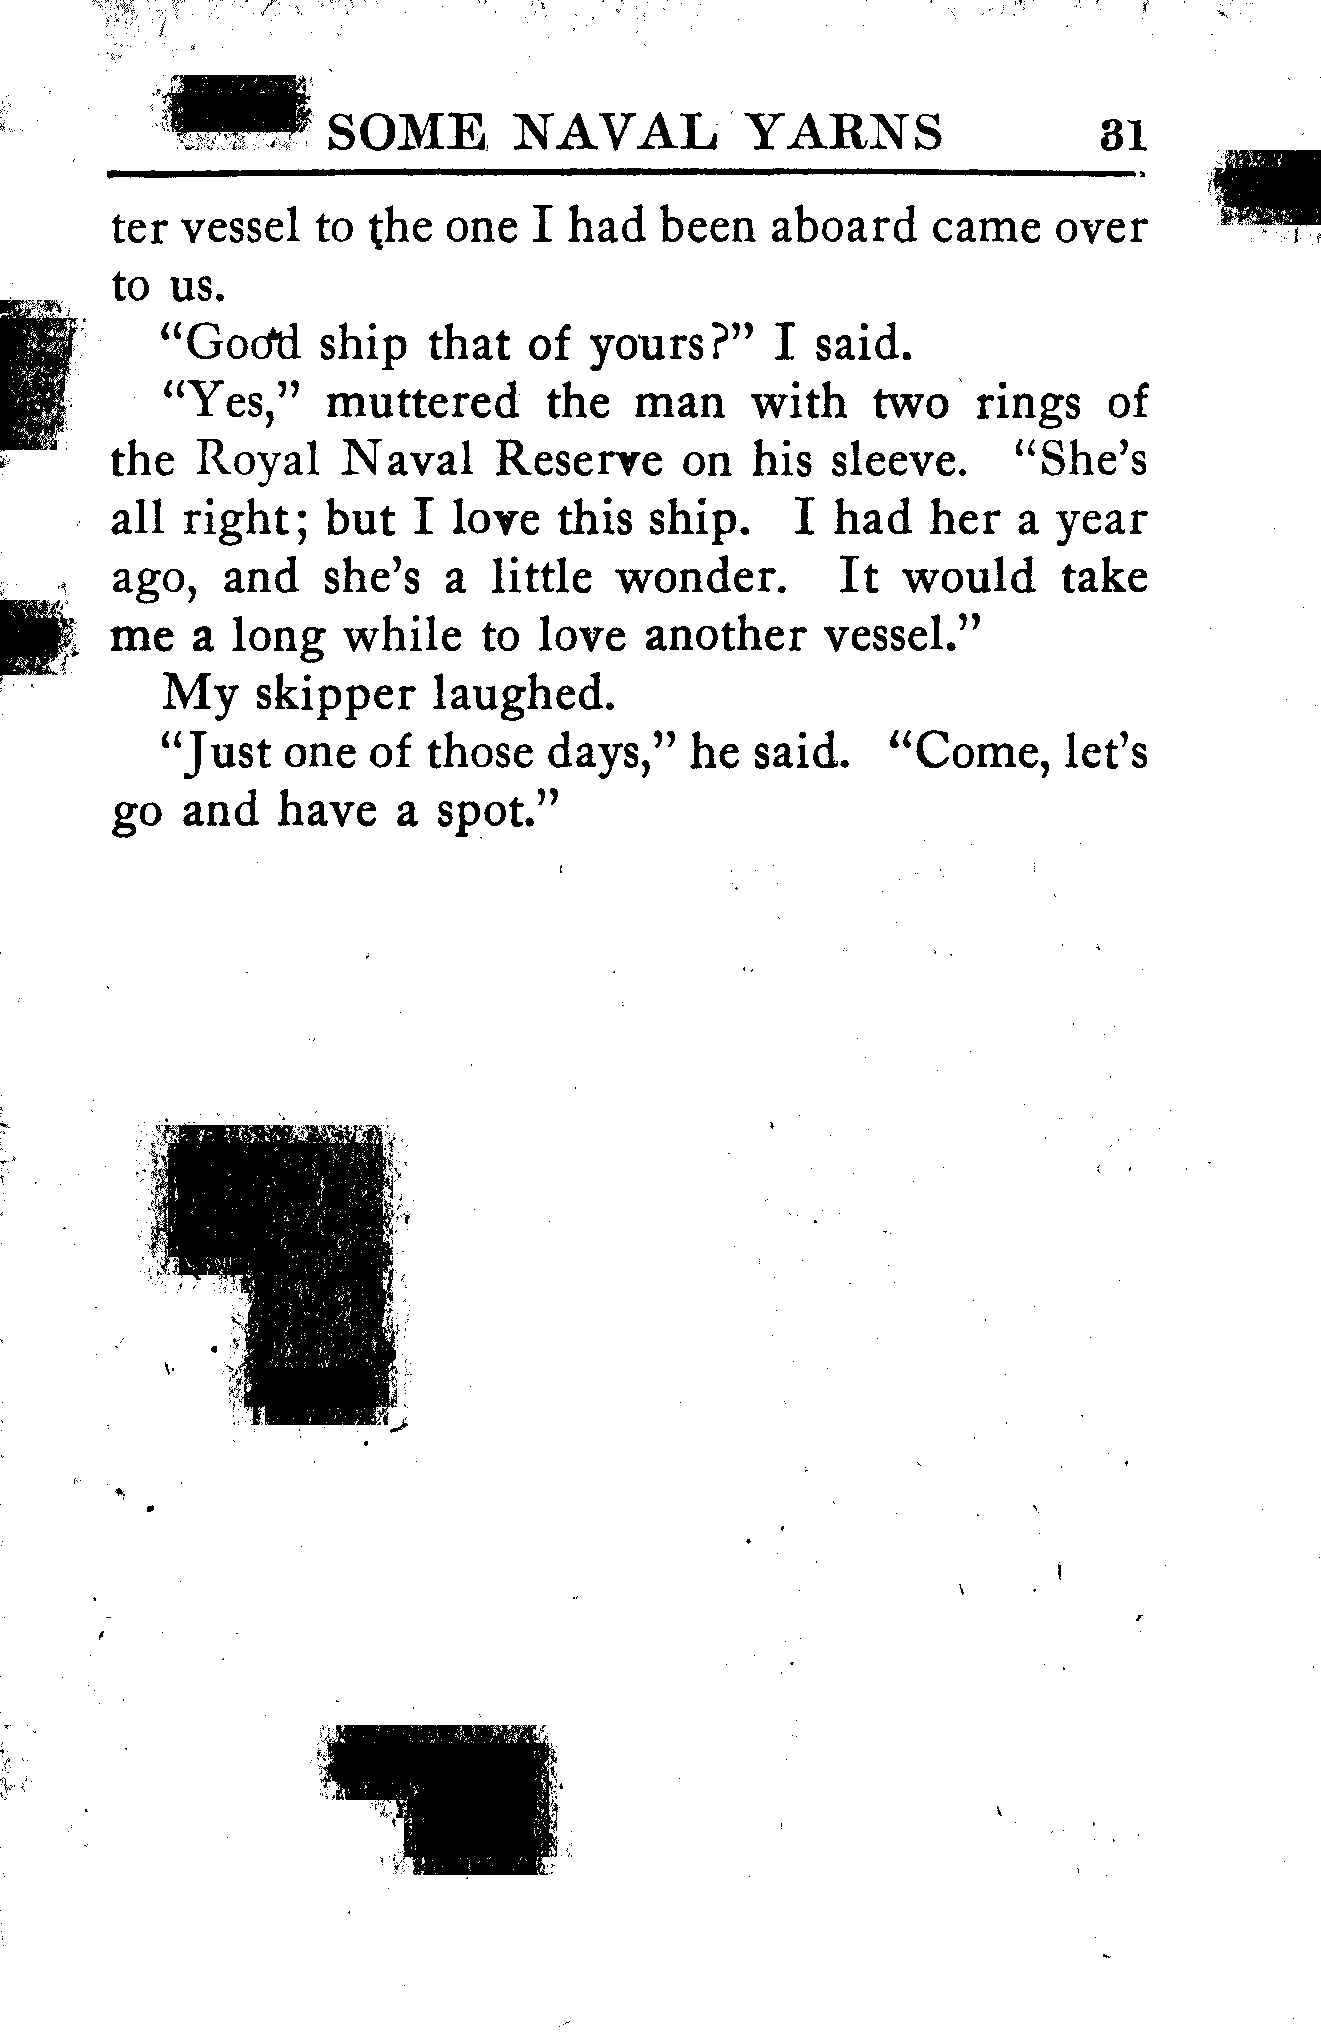 SOME NAVAL YARNS 31
ter vessel to the one I had been aboard came over
to us.
“Good ship that of yours?” I said.
“Yes,” muttered the man with two rings of
the Royal Naval Reserve on his sleeve. “She’s
all right; but I love this ship. I had her a year
ago, and she’s a little wonder. It would take
me a long while to love another vessel.”
My skipper laughed.
“Just one of those days,” he said. “Come, let’s
go and have a spot.”